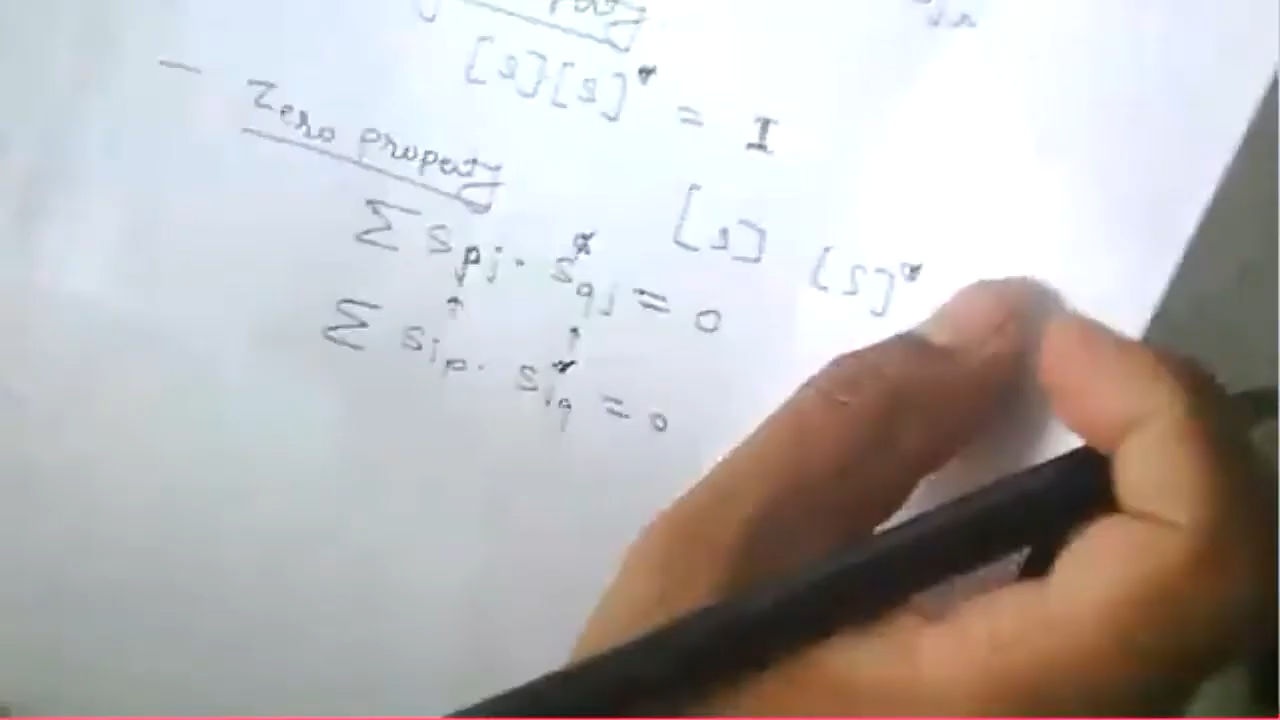 [S][S]* = I
- Zero property
∑ Spj . S*qj = 0
[S] [S]*
∑ Sip . S*iq = 0